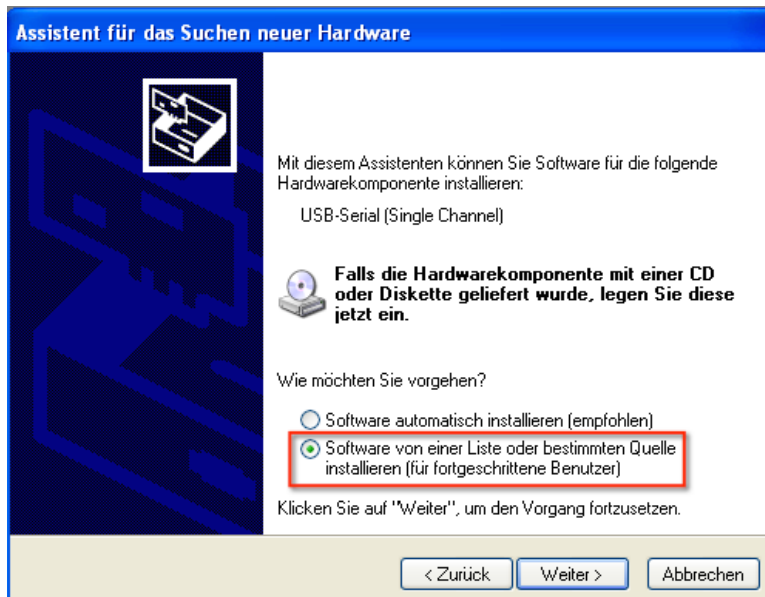 Assistent für das Suchen neuer Hardware
Mit diesem Assistenten können Sie Software für die folgende
Hardwarekomponente installieren:
USB-Serial (Single Channel)
Falls die Hardwarekomponente mit einer CD
oder Diskette geliefert wurde, legen Sie diese
jetzt ein.
Wie möchten Sie vorgehen?
Software automatisch installieren (empfohlen)
Software von einer Liste oder bestimmten Quelle
installieren (für fortgeschrittene Benutzer)
Klicken Sie auf "Weiter", um den Vorgang fortzusetzen.
< Zurück Weiter > Abbrechen